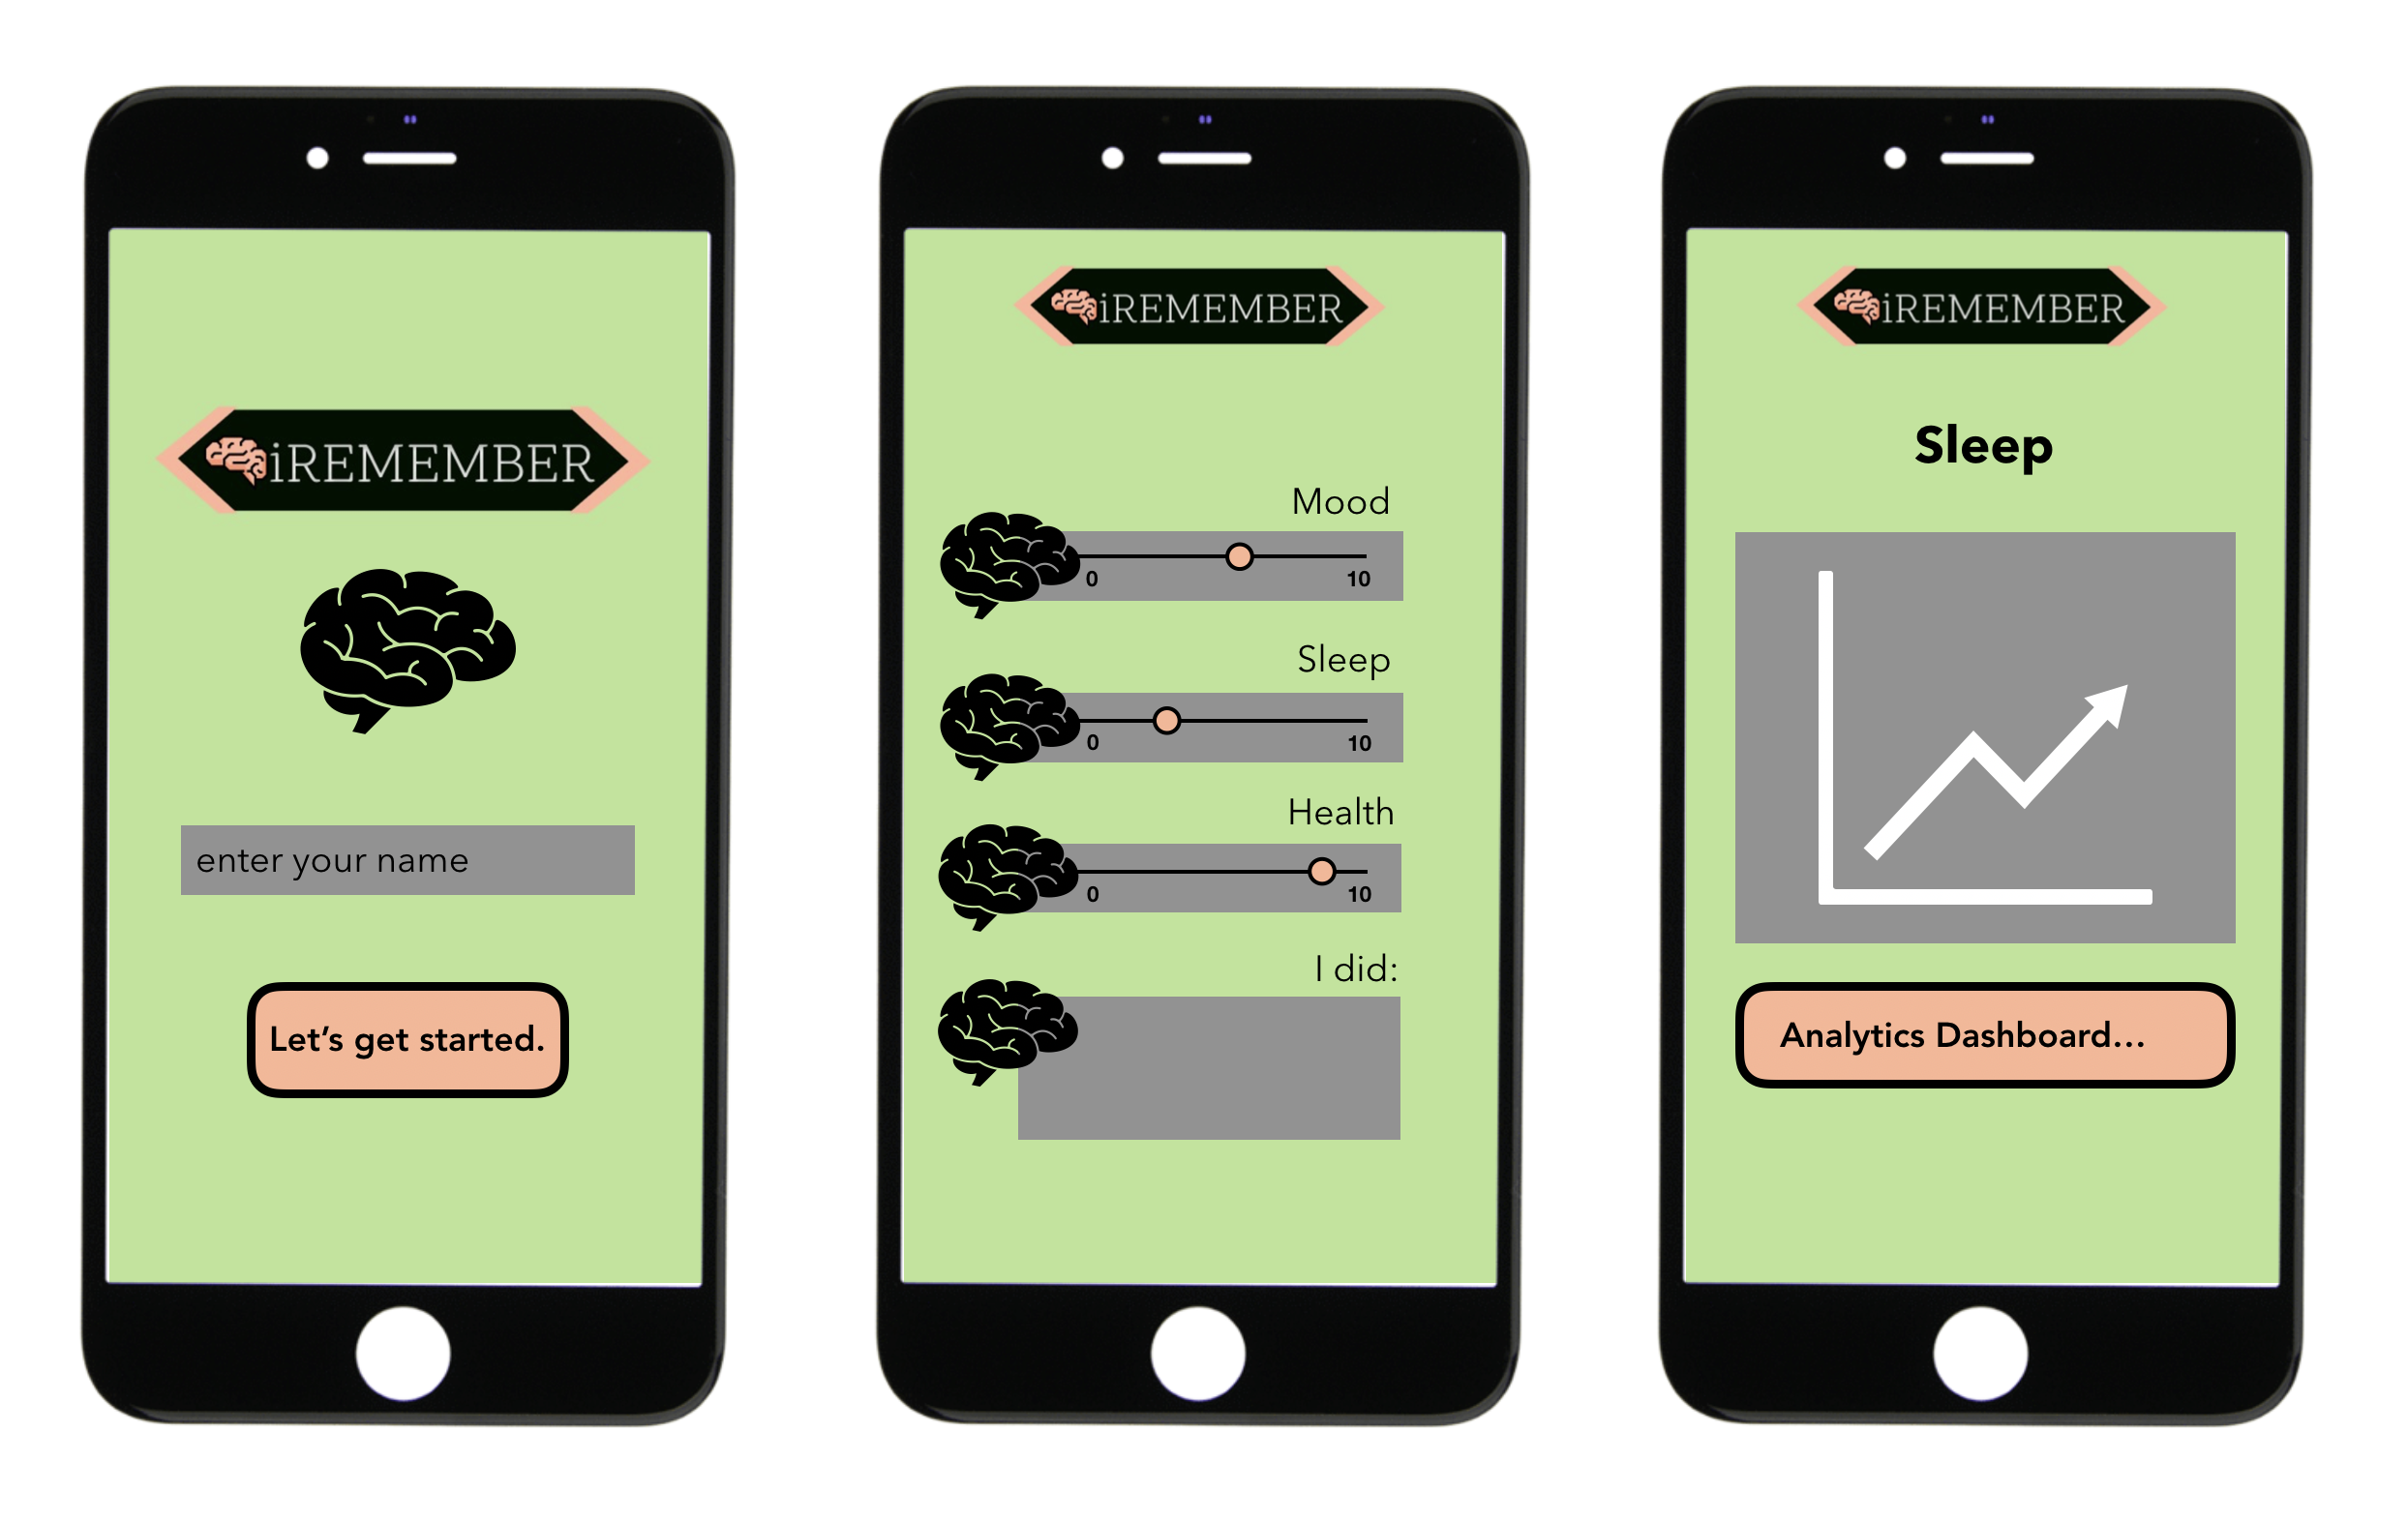 iREMEMBER
enter your name
Let’s get started.
iREMEMBER
Mood
0 10
Sleep
0 10
Health
0 10
I did:
iREMEMBER
Sleep
Analytics Dashboard...